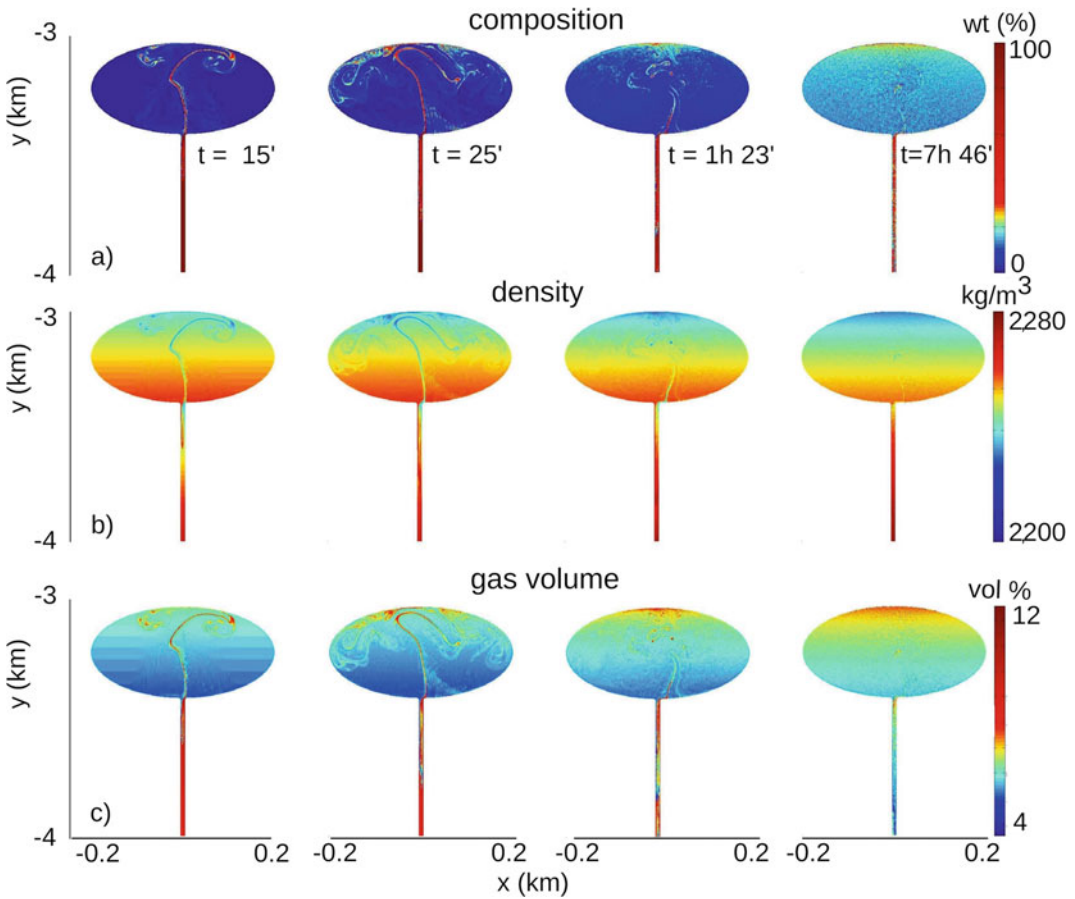 composition
wt (%)
-3
100
y (km)
t = 15'
t = 25'
t = 1h 23'
t=7h 46'
a)
0
-4
density
kg/m3
-3
2280
y (km)
b)
2200
-4
gas volume
vol %
-3
12
y (km)
c)
4
-4
-0.2 0.2 -0.2 0.2 -0.2 0.2 -0.2 0.2
x (km)